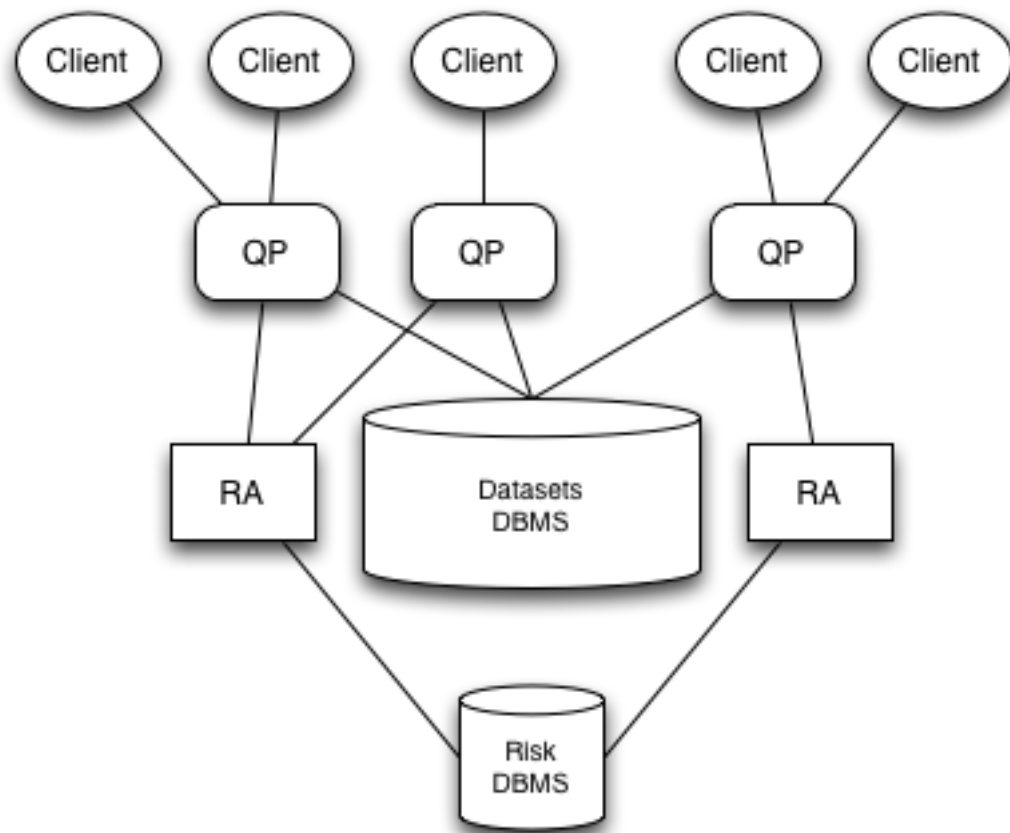 Client
Client
Client
Client
Client
QP
QP
QP
RA
Datasets
DBMS
RA
Risk
DBMS